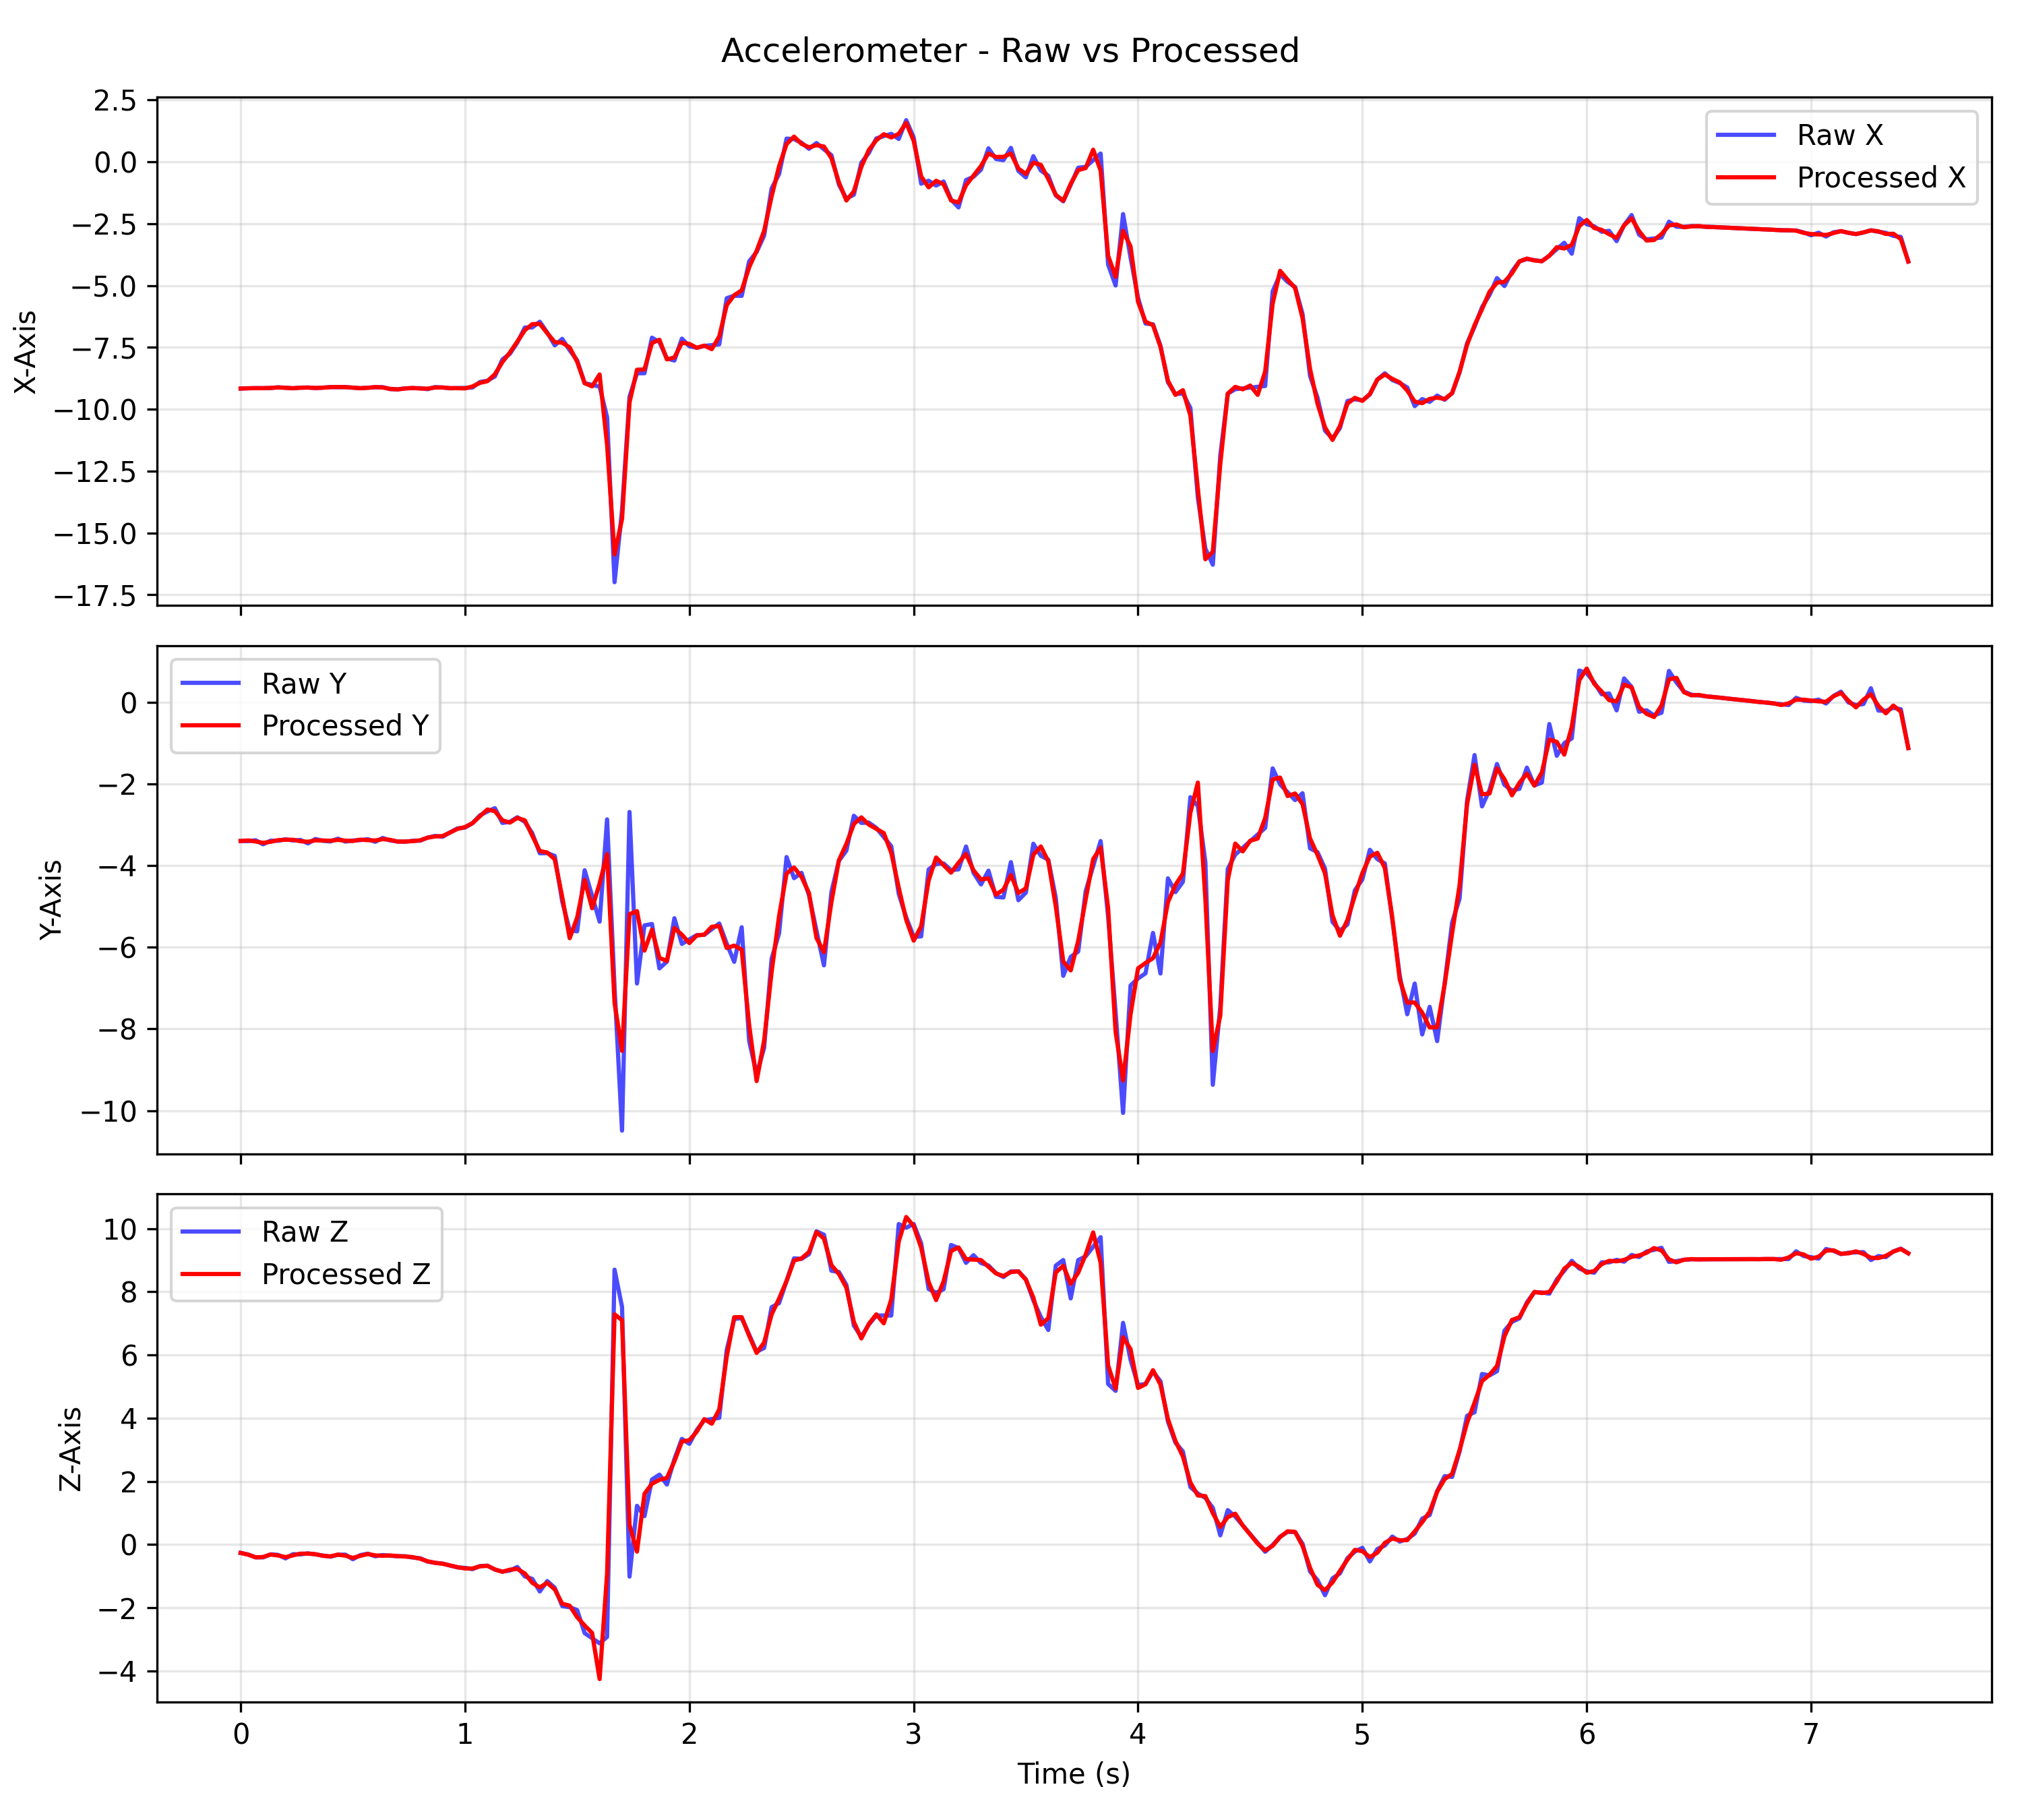 Accelerometer - Raw vs Processed
2.5
0.0
−2.5
−5.0
−7.5
−10.0
−12.5
−15.0
−17.5
X-Axis
Raw X
Processed X
0
−2
−4
−6
−8
−10
Y-Axis
Raw Y
Processed Y
10
8
6
4
2
0
−2
−4
Z-Axis
Raw Z
Processed Z
0 1 2 3 4 5 6 7
Time (s)